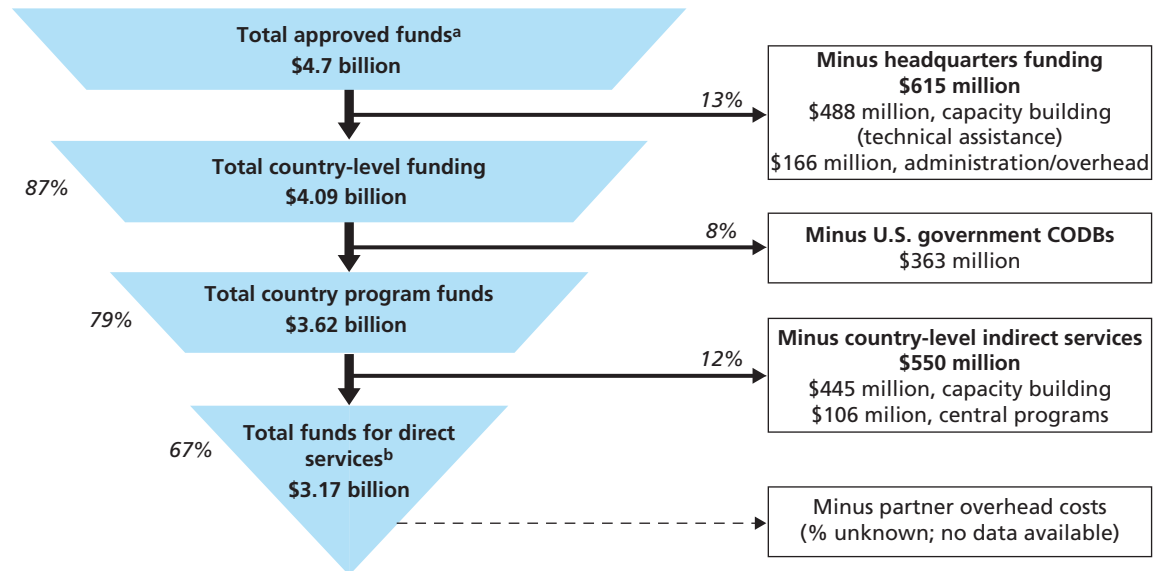 Total approved fundsa
$4.7 billion
13%
Minus headquarters funding
$615 million
$488 million, capacity building
(technical assistance)
$166 million, administration/overhead
87%
Total country-level funding
$4.09 billion
8%
Minus U.S. government CODBs
$363 million
79%
Total country program funds
$3.62 billion
12%
Minus country-level indirect services
$550 million
$445 million, capacity building
$106 milion, central programs
67%
Total funds for direct
servicesb
$3.17 billion
Minus partner overhead costs
(% unknown; no data available)